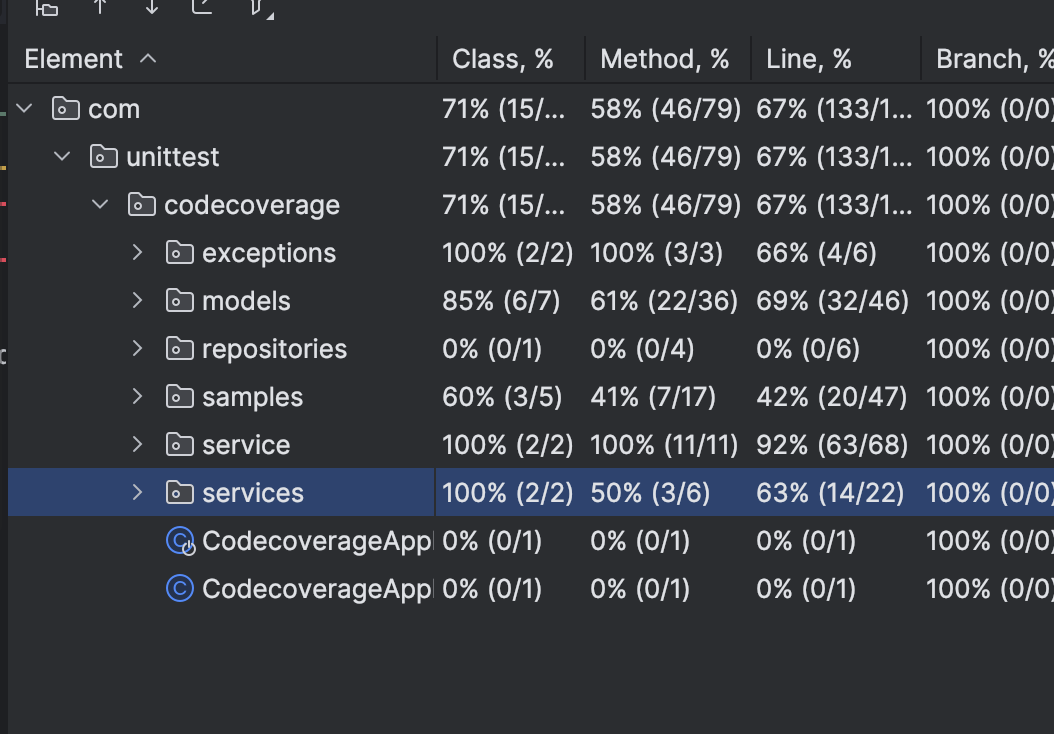 Element Class, % Method, % Line, % Branch, %
com 71% (15/... 58% (46/79) 67% (133/1... 100% (0/0)
unittest 71% (15/... 58% (46/79) 67% (133/1... 100% (0/0)
codecoverage 71% (15/... 58% (46/79) 67% (133/1... 100% (0/0)
exceptions 100% (2/2) 100% (3/3) 66% (4/6) 100% (0/0)
models 85% (6/7) 61% (22/36) 69% (32/46) 100% (0/0)
repositories 0% (0/1) 0% (0/4) 0% (0/6) 100% (0/0)
samples 60% (3/5) 41% (7/17) 42% (20/47) 100% (0/0)
service 100% (2/2) 100% (11/11) 92% (63/68) 100% (0/0)
services 100% (2/2) 50% (3/6) 63% (14/22) 100% (0/0)
CodecoverageAppl 0% (0/1) 0% (0/1) 0% (0/1) 100% (0/0)
CodecoverageAppl 0% (0/1) 0% (0/1) 0% (0/1) 100% (0/0)